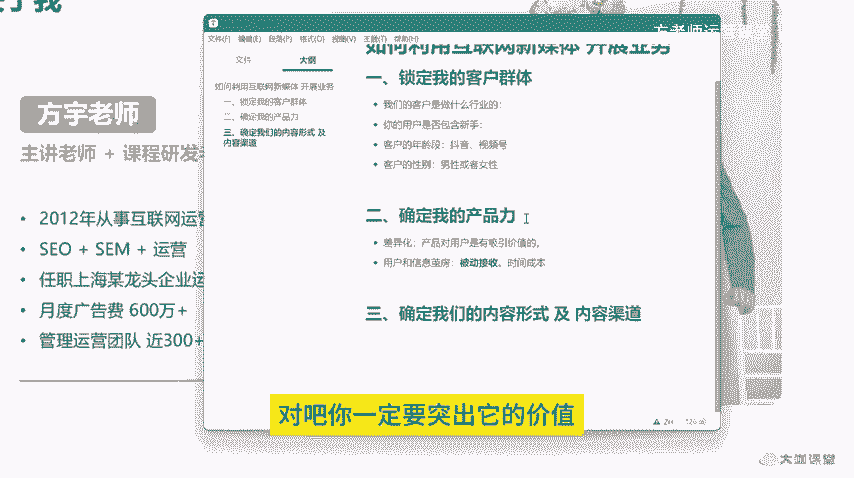 方宇老师
主讲老师 + 课程研发
• 2012年从事互联网运营
• SEO + SEM + 运营
• 任职上海某龙头企业运
• 月度广告费 600万+
• 管理运营团队 近300+
文件(F) 编辑(E) 段落(P) 格式(O) 视图(V) 主题(T) 帮助(H)
文件 大纲
如何利用互联网新媒体 开展业务
一、锁定我的客户群体
二、确定我的产品力
三、确定我们的内容形式 及
内容渠道
如何利用互联网新媒体 开展业务
一、锁定我的客户群体
• 我们的客户是做什么行业的：
• 你的用户是否包含新手：
• 客户的年龄段：抖音、视频号
• 客户的性别：男性或者女性
二、确定我的产品力
• 差异化：产品对用户是有吸引价值的，
• 用户和信息茧房：被动接收。时间成本
三、确定我们的内容形式 及 内容渠道
对吧你一定要突出它的价值
大咖课堂